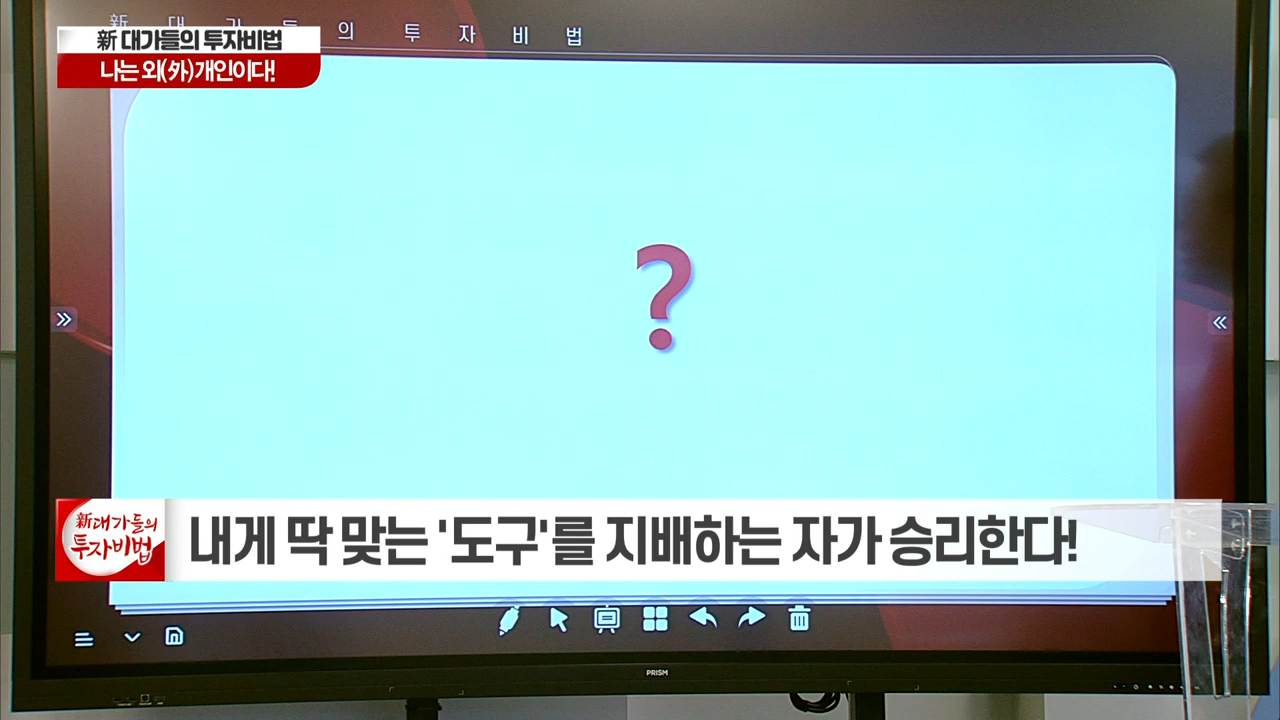 新 대 가 들 의 투 자 비 법
新 대가들의 투자비법
나는 외(外)개인이다!
?
新대가들의
투자비법
내게 딱 맞는 '도구'를 지배하는 자가 승리한다!
PRISM